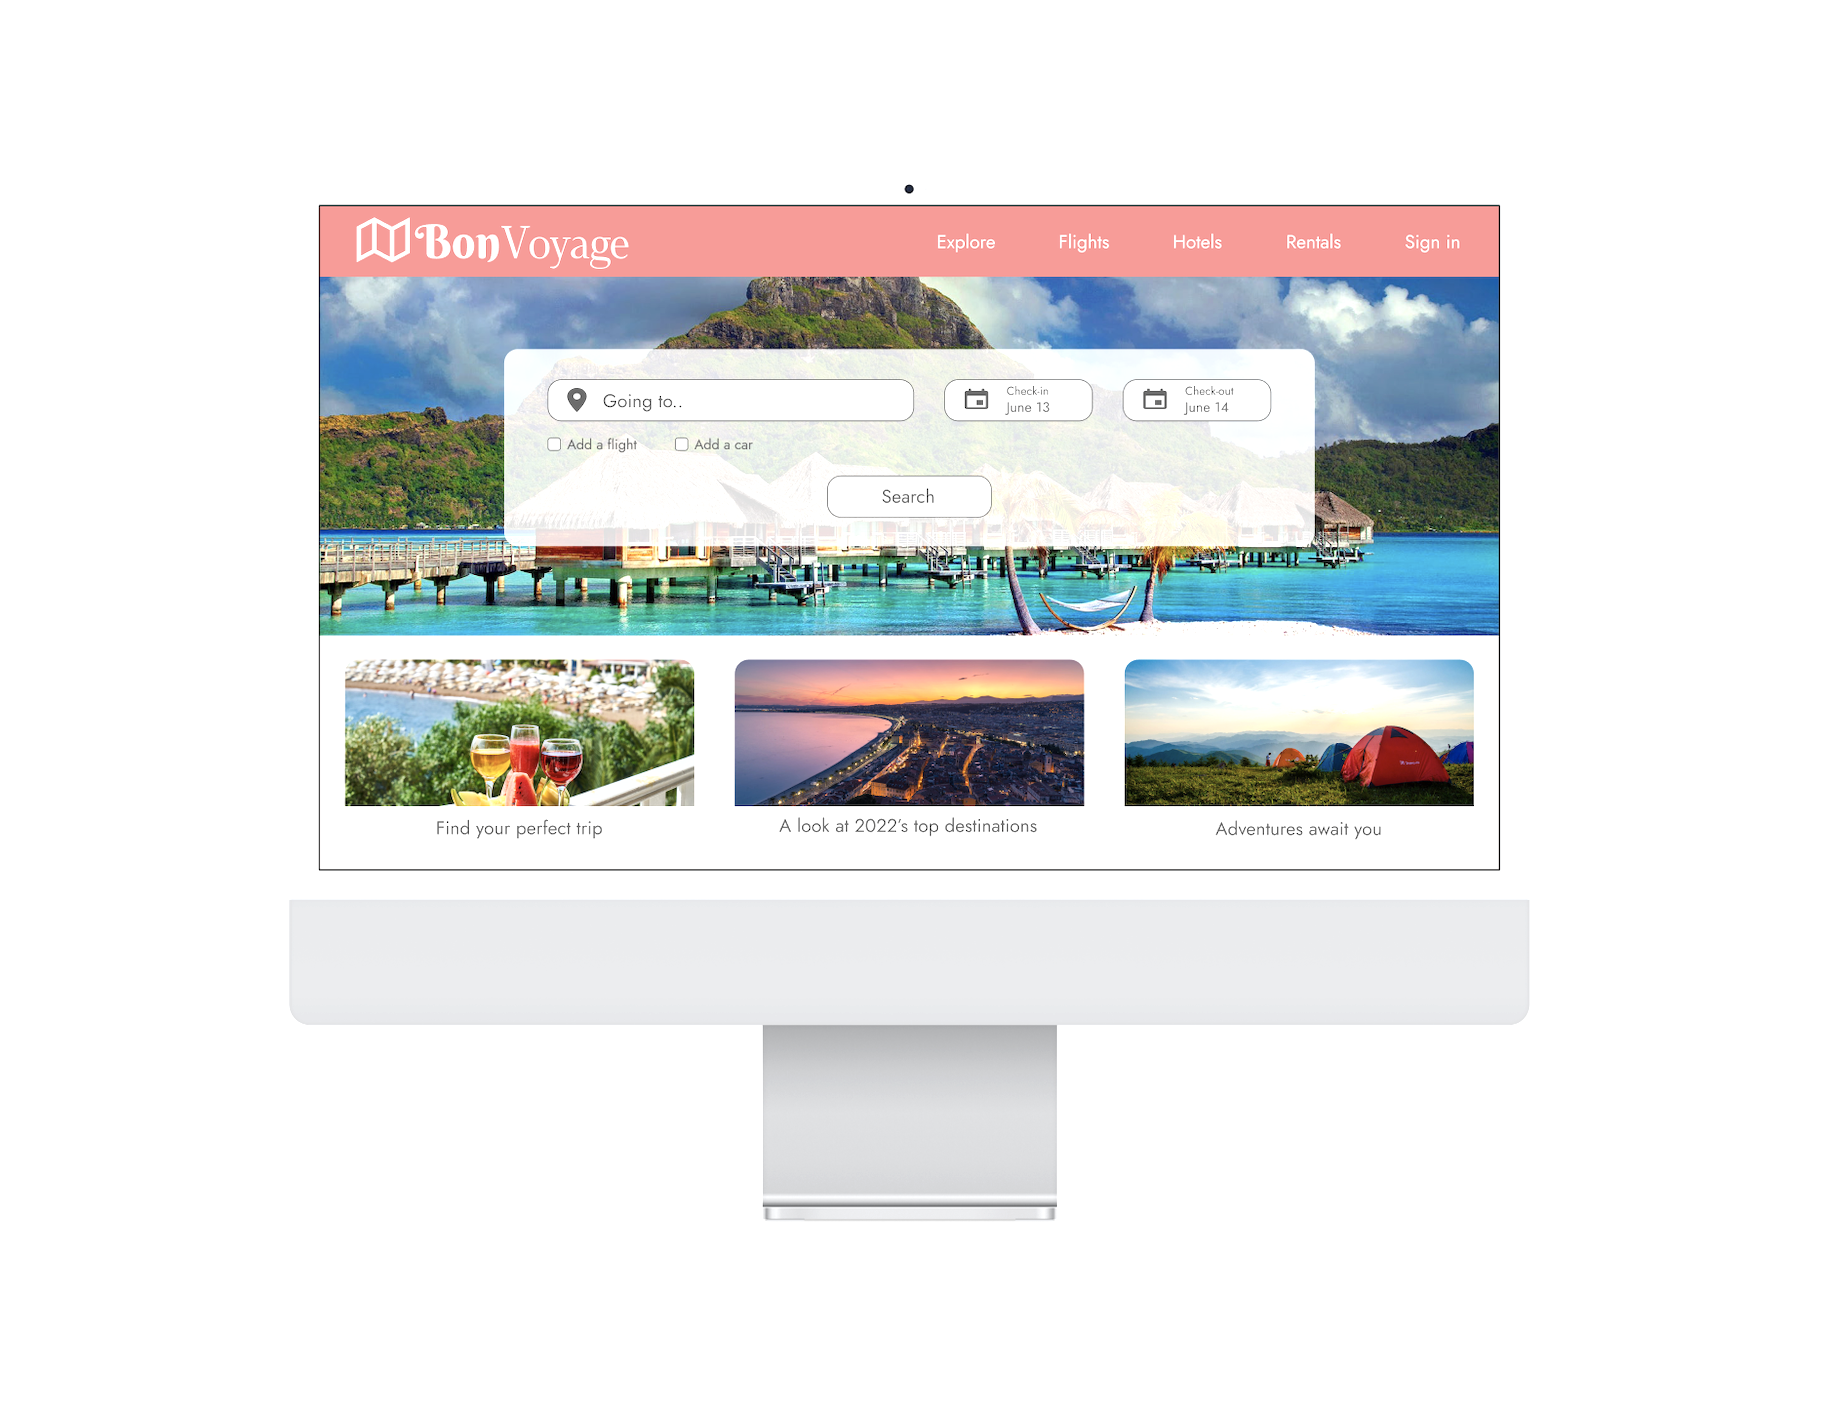 BonVoyage
Explore
Flights
Hotels
Rentals
Sign in
Going to..
Check-in
June 13
Check-out
June 14
Add a flight
Add a car
Search
Find your perfect trip
A look at 2022's top destinations
Adventures await you